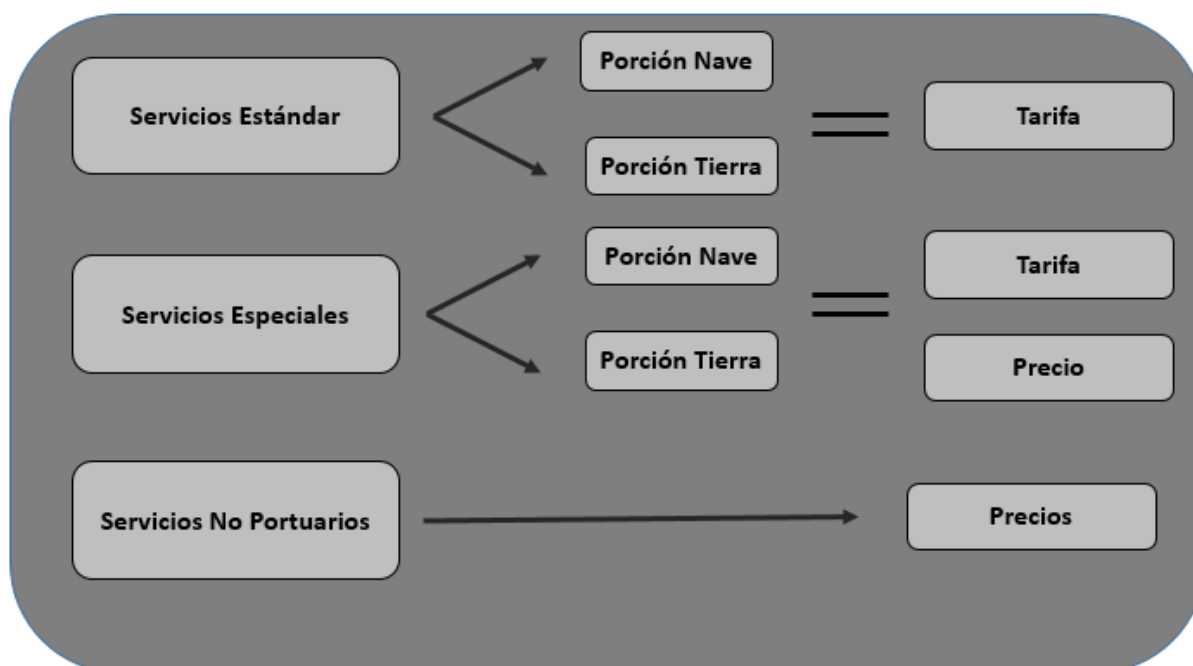 Servicios Estándar
Porción Nave
Porción Tierra
Tarifa
Servicios Especiales
Porción Nave
Porción Tierra
Tarifa
Precio
Servicios No Portuarios
Precios